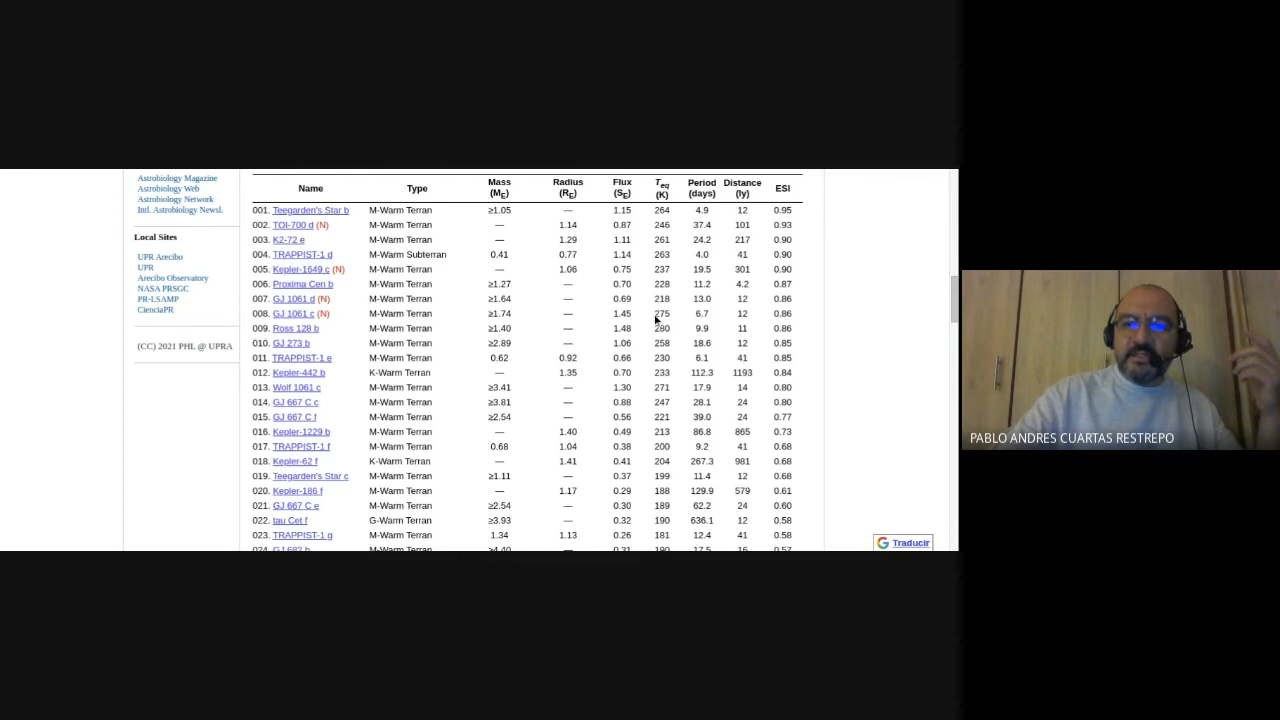 Astrobiology Magazine
Astrobiology Web
Astrobiology Network
Intl. Astrobiology Newsl.
Local Sites
UPR Arecibo
UPR
Arecibo Observatory
NASA PRSGC
PR-LSAMP
CienciaPR
(CC) 2021 PHL @ UPRA
Name Type Mass (ME) Radius (RE) Flux (SE) Teq (K) Period (days) Distance (ly) ESI
001. Teegarden's Star b M-Warm Terran ≥1.05 — 1.15 264 4.9 12 0.95
002. TOI-700 d (N) M-Warm Terran — 1.14 0.87 246 37.4 101 0.93
003. K2-72 e M-Warm Terran — 1.29 1.11 261 24.2 217 0.90
004. TRAPPIST-1 d M-Warm Subterran 0.41 0.77 1.14 263 4.0 41 0.90
005. Kepler-1649 c (N) M-Warm Terran — 1.06 0.75 237 19.5 301 0.90
006. Proxima Cen b M-Warm Terran ≥1.27 — 0.70 228 11.2 4.2 0.87
007. GJ 1061 d (N) M-Warm Terran ≥1.64 — 0.69 218 13.0 12 0.86
008. GJ 1061 c (N) M-Warm Terran ≥1.74 — 1.45 275 6.7 12 0.86
009. Ross 128 b M-Warm Terran ≥1.40 — 1.48 280 9.9 11 0.86
010. GJ 273 b M-Warm Terran ≥2.89 — 1.06 258 18.6 12 0.85
011. TRAPPIST-1 e M-Warm Terran 0.62 0.92 0.66 230 6.1 41 0.85
012. Kepler-442 b K-Warm Terran — 1.35 0.70 233 112.3 1193 0.84
013. Wolf 1061 c M-Warm Terran ≥3.41 — 1.30 271 17.9 14 0.80
014. GJ 667 C c M-Warm Terran ≥3.81 — 0.88 247 28.1 24 0.80
015. GJ 667 C f M-Warm Terran ≥2.54 — 0.56 221 39.0 24 0.77
016. Kepler-1229 b M-Warm Terran — 1.40 0.49 213 86.8 865 0.73
017. TRAPPIST-1 f M-Warm Terran 0.68 1.04 0.38 200 9.2 41 0.68
018. Kepler-62 f K-Warm Terran — 1.41 0.41 204 267.3 981 0.68
019. Teegarden's Star c M-Warm Terran ≥1.11 — 0.37 199 11.4 12 0.68
020. Kepler-186 f M-Warm Terran — 1.17 0.29 188 129.9 579 0.61
021. GJ 667 C e M-Warm Terran ≥2.54 — 0.30 189 62.2 24 0.60
022. tau Cet f G-Warm Terran ≥3.93 — 0.32 190 636.1 12 0.58
023. TRAPPIST-1 g M-Warm Terran 1.34 1.13 0.26 181 12.4 41 0.58
024. GJ 682 b M-Warm Terran ≥4.40 — 0.31 190 17.5 16 0.57
Traducir
PABLO ANDRES CUARTAS RESTREPO